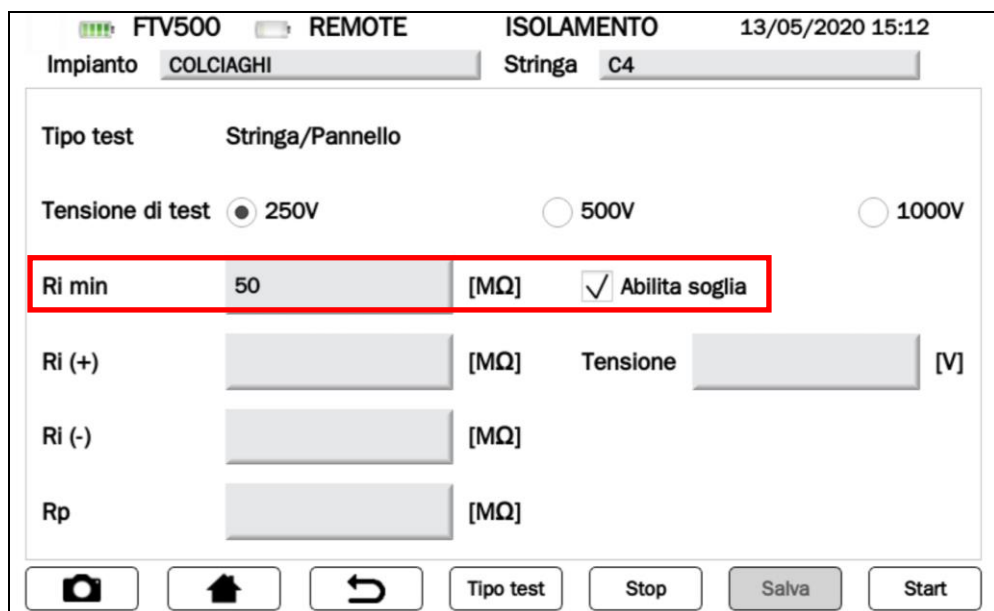 FTV500 REMOTE ISOLAMENTO 13/05/2020 15:12
Impianto COLCIAGHI Stringa C4
Tipo test Stringa/Pannello
Tensione di test 250V 500V 1000V
Ri min 50 [MΩ] Abilita soglia
Ri (+) [MΩ] Tensione [V]
Ri (-) [MΩ]
Rp [MΩ]
Tipo test Stop Salva Start